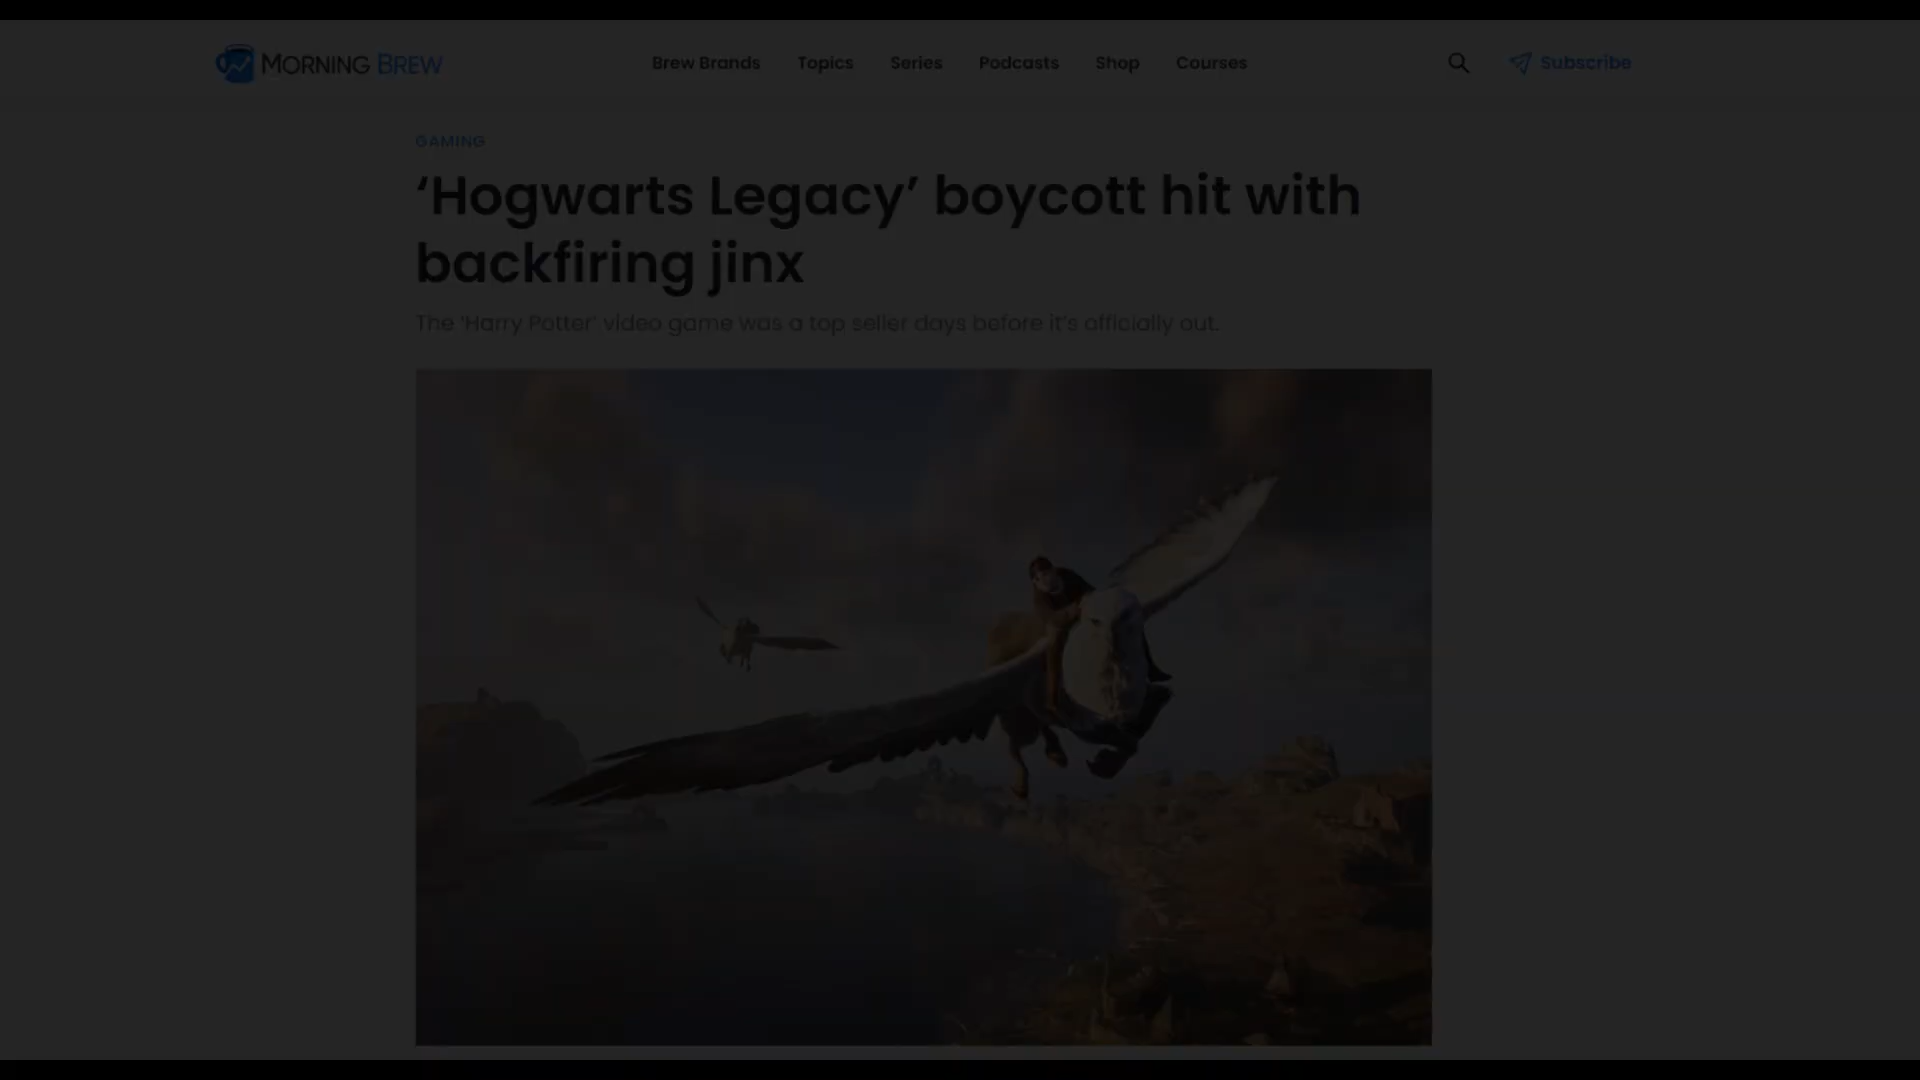 MORNING BREW
Brew Brands Topics Series Podcasts Shop Courses
Subscribe
GAMING
‘Hogwarts Legacy’ boycott hit with
backfiring jinx
The ‘Harry Potter’ video game was a top seller days before it’s officially out.